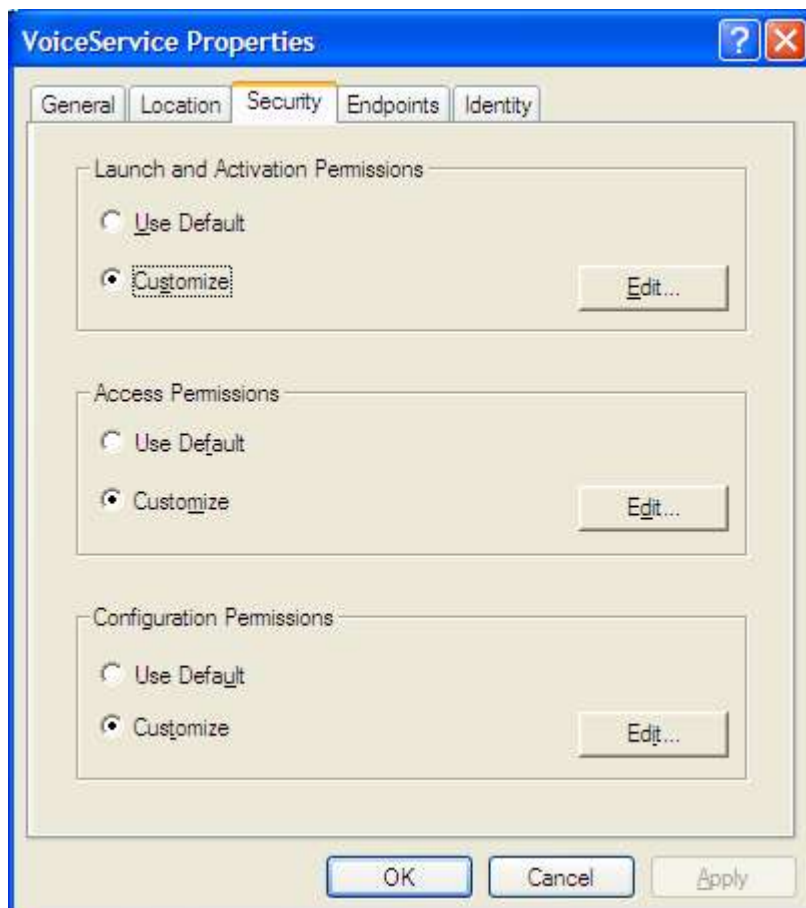 VoiceService Properties
?
General Location Security Endpoints Identity
Launch and Activation Permissions
Use Default
Customize
Edit...
Access Permissions
Use Default
Customize
Edit...
Configuration Permissions
Use Default
Customize
Edit...
OK Cancel Apply